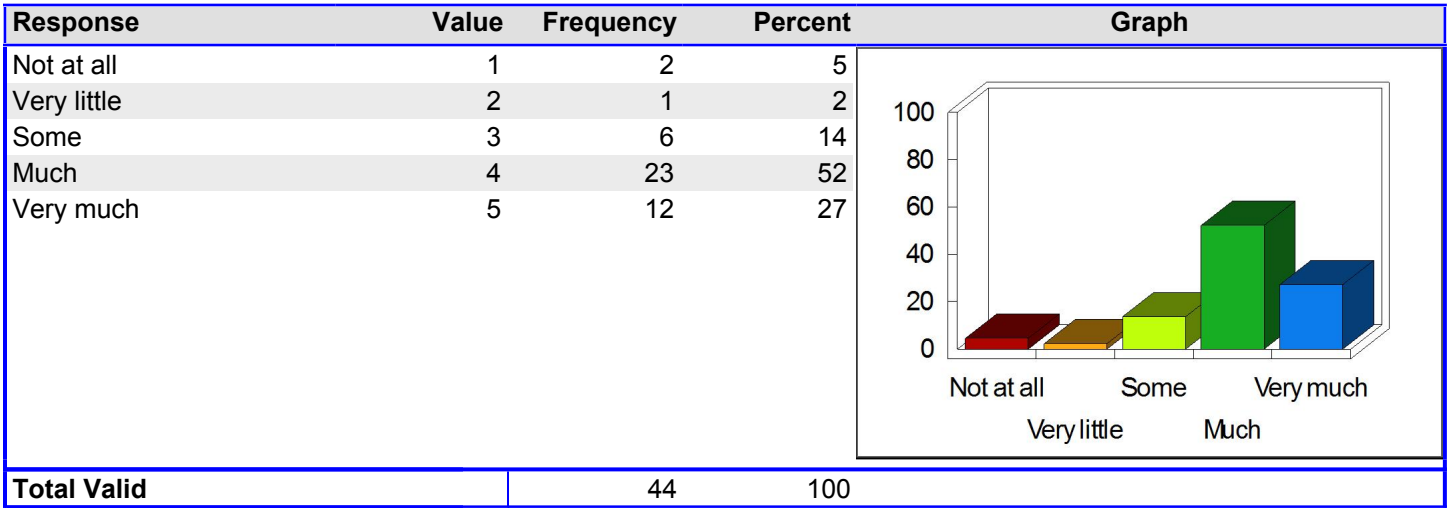 Response Value Frequency Percent Graph
Not at all 1 2 5
Very little 2 1 2
Some 3 6 14
Much 4 23 52
Very much 5 12 27
100
80
60
40
20
0
Not at all Some Very much
Very little Much
Total Valid 44 100